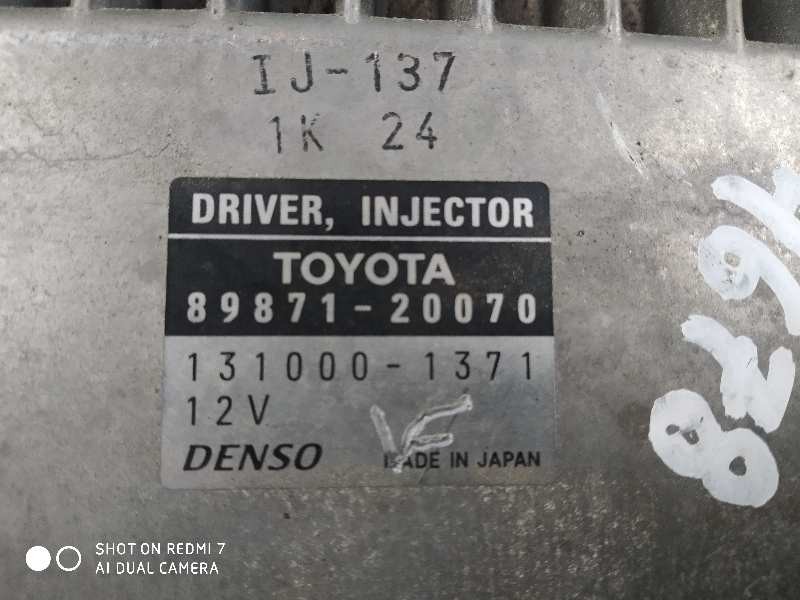 IJ-137
1K 24
DRIVER, INJECTOR
TOYOTA
89871-20070
131000-1371
12V
DENSO
MADE IN JAPAN
SHOT ON REDMI 7
AI DUAL CAMERA